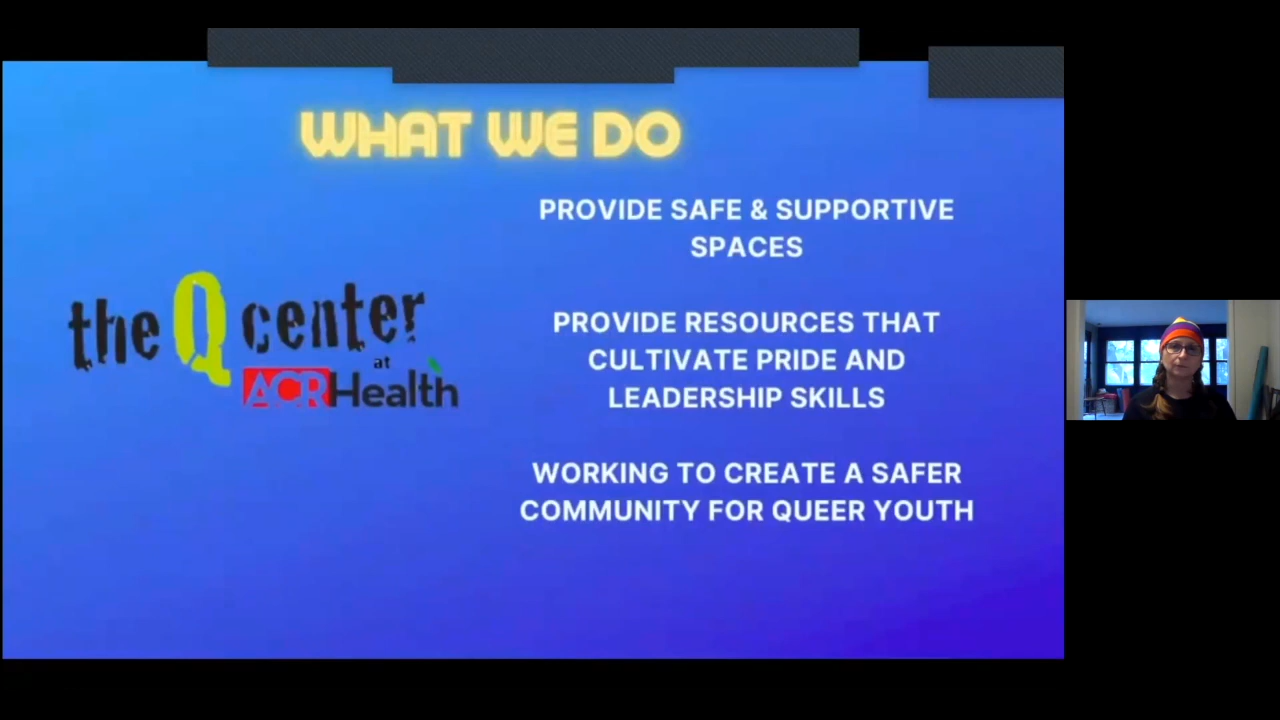 WHAT WE DO
PROVIDE SAFE & SUPPORTIVE
SPACES
the Q center
at
ACR Health
PROVIDE RESOURCES THAT
CULTIVATE PRIDE AND
LEADERSHIP SKILLS
WORKING TO CREATE A SAFER
COMMUNITY FOR QUEER YOUTH